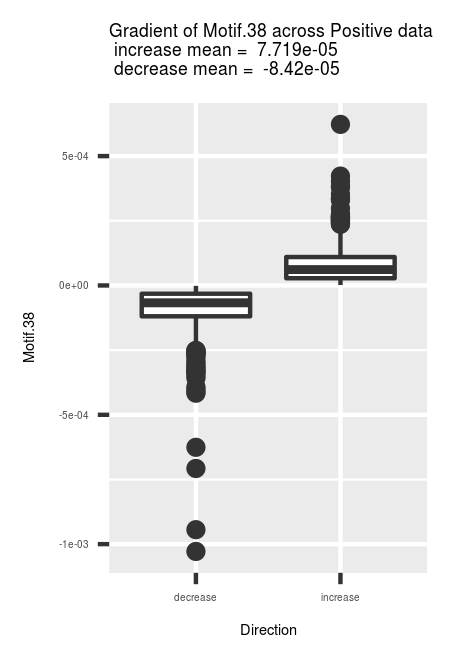 Gradient of Motif.38 across Positive data
increase mean = 7.719e-05
decrease mean = -8.42e-05
5e-04
0e+00
-5e-04
-1e-03
Motif.38
decrease increase
Direction